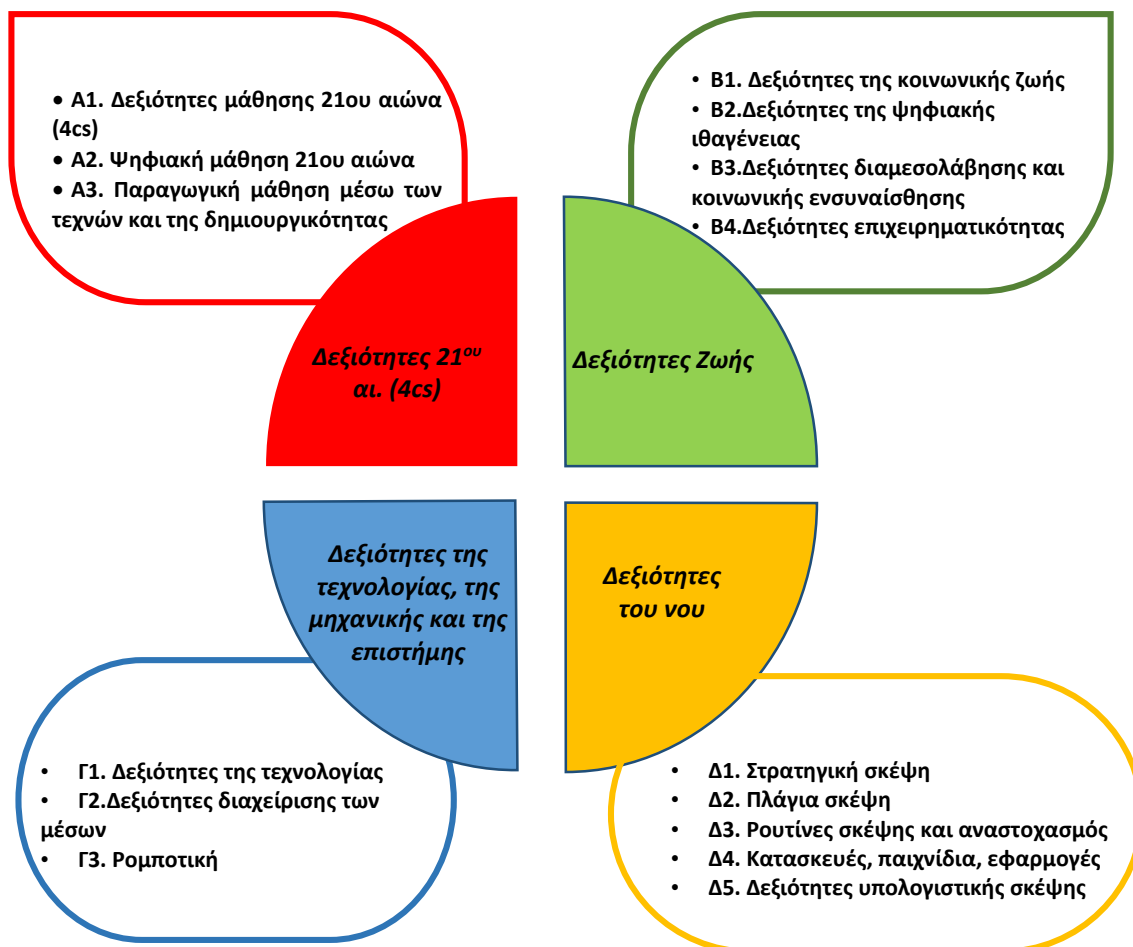 • Α1. Δεξιότητες μάθησης 21ου αιώνα
(4cs)
• Α2. Ψηφιακή μάθηση 21ου αιώνα
• Α3. Παραγωγική μάθηση μέσω των
τεχνών και της δημιουργικότητας
• Β1. Δεξιότητες της κοινωνικής ζωής
• Β2.Δεξιότητες της ψηφιακής
ιθαγένειας
• Β3.Δεξιότητες διαμεσολάβησης και
κοινωνικής ενσυναίσθησης
• Β4.Δεξιότητες επιχειρηματικότητας
Δεξιότητες 21ου
αι. (4cs)
Δεξιότητες Ζωής
Δεξιότητες της
τεχνολογίας, της
μηχανικής και της
επιστήμης
Δεξιότητες
του νου
• Γ1. Δεξιότητες της τεχνολογίας
• Γ2.Δεξιότητες διαχείρισης των
μέσων
• Γ3. Ρομποτική
• Δ1. Στρατηγική σκέψη
• Δ2. Πλάγια σκέψη
• Δ3. Ρουτίνες σκέψης και αναστοχασμός
• Δ4. Κατασκευές, παιχνίδια, εφαρμογές
• Δ5. Δεξιότητες υπολογιστικής σκέψης